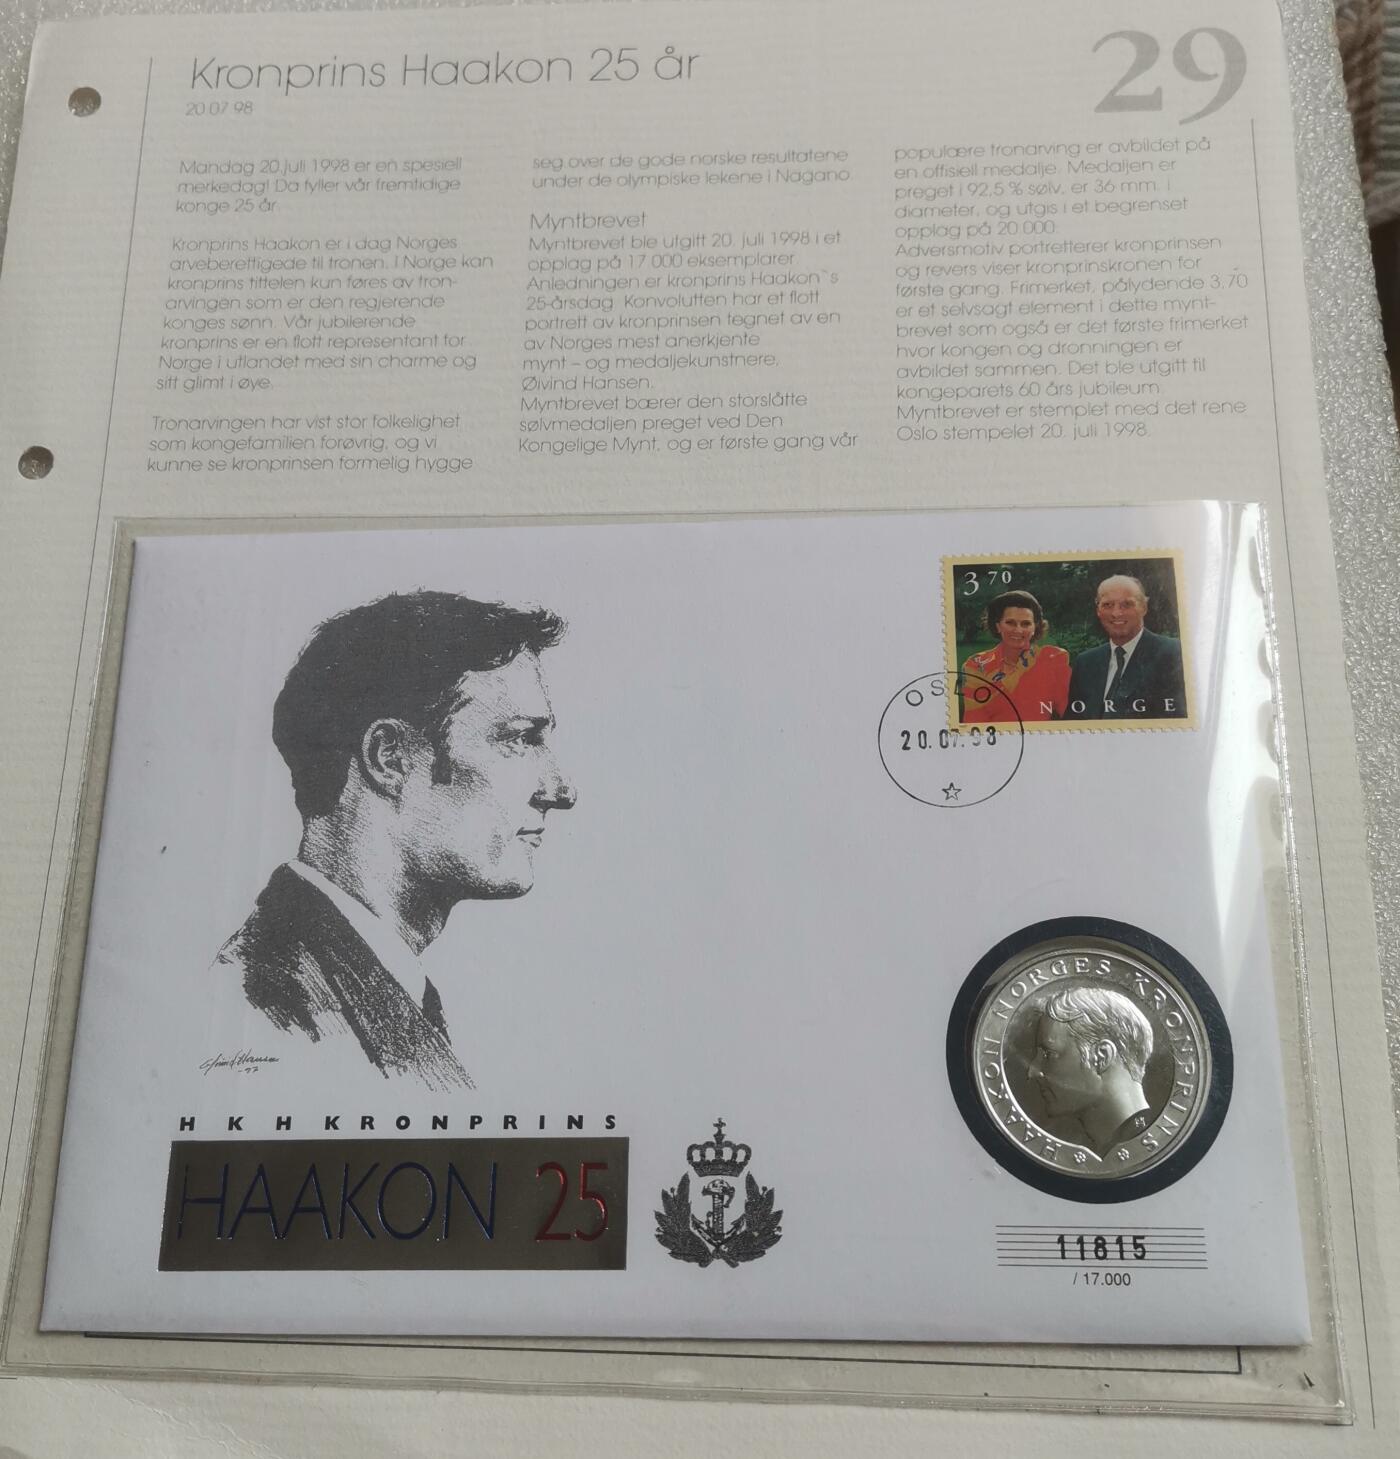 Kronprins Haakon 25 år
29
20 07 98
Mandag 20.juli 1998 er en spesiell
merkedag! Da fyller vår fremtidige
konge 25 år
Kronprins Haakon er i dag Norges
arveberettigede til tronen. I Norge kan
kronprins tittelen kun føres av tron-
arvingen som er den regjerende
konges sønn. Vår jubilerende
kronprins er en flott representant for
Norge i utlandet med sin charme og
sitt glimt i øye.
Tronarvingen har vist stor folkelighet
som kongefamilien forøvrig, og vi
kunne se kronprinsen formelig hygge
seg over de gode norske resultatene
under de olympiske lekene i Nagano
Myntbrevet
Myntbrevet ble utgitt 20. juli 1998 i et
opplag på 17 000 eksemplarer
Anledningen er kronprins Haakon`s
25-årsdag. Konvolutten har et flott
portrett av kronprinsen tegnet av en
av Norges mest anerkjente
mynt – og medaljekunstnere,
Øivind Hansen.
Myntbrevet bærer den storslåtte
sølvmedaljen preget ved Den
Kongelige Mynt, og er første gang vår
populære tronarving er avbildet på
en offisiell medalje. Medaljen er
preget i 92,5 % sølv, er 36 mm. i
diameter, og utgis i et begrenset
opplag på 20.000.
Adversmotiv portretterer kronprinsen
og revers viser kronprinskronen for
første gang. Frimerket, pålydende 3,70
er et selvsagt element i dette mynt-
brevet som også er det første frimerket
hvor kongen og dronningen er
avbildet sammen. Det ble utgitt til
kongeparets 60 års jubileum.
Myntbrevet er stemplet med det rene
Oslo stempelet 20. juli 1998.
3 70
NORGE
OSLO
20.07.98
Øivind Hansen
-97
HAAKON NORGES KRONPRINS
HKH KRONPRINS
HAAKON 25
11815
/ 17.000